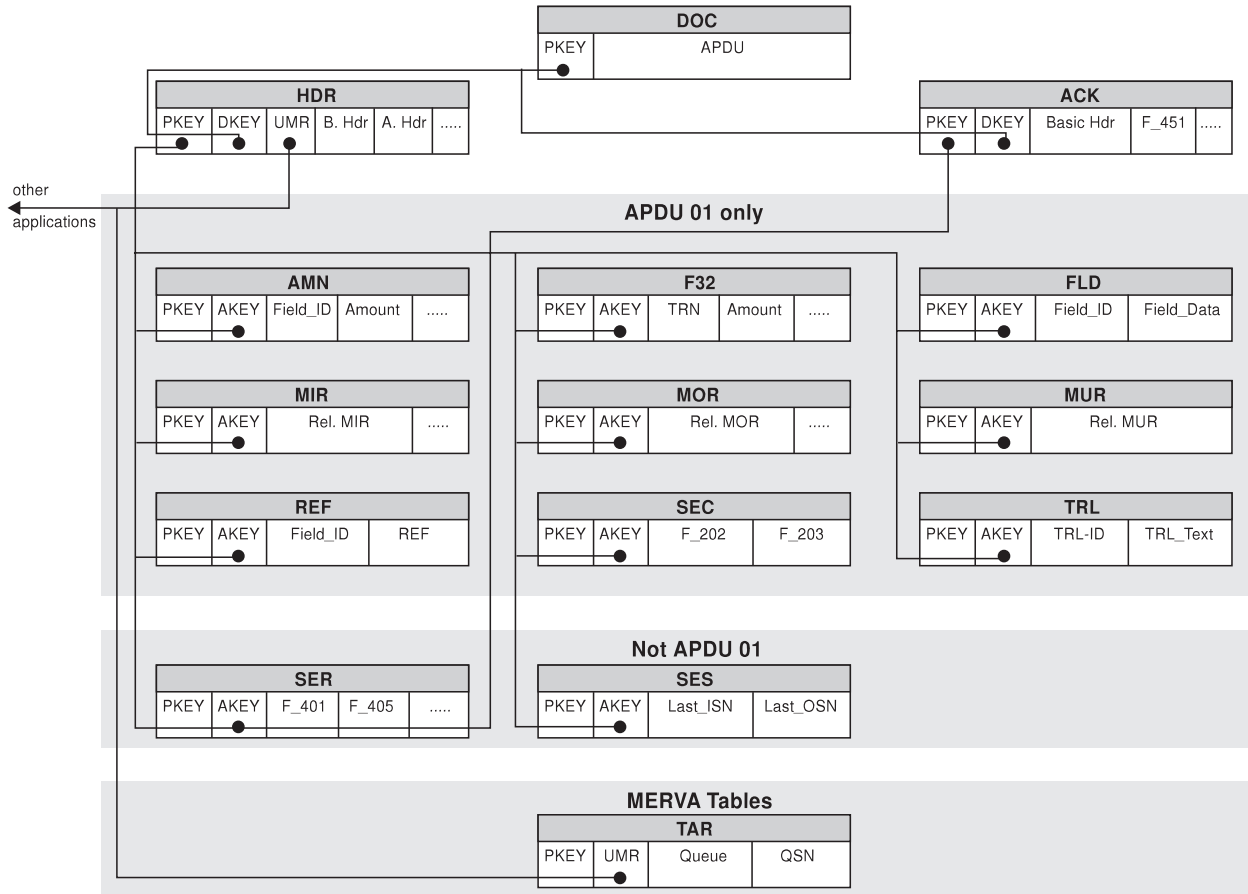 DOC
PKEY APDU
HDR
PKEY DKEY UMR B. Hdr A. Hdr .....
ACK
PKEY DKEY Basic Hdr F_451 .....
other
applications
APDU 01 only
AMN
PKEY AKEY Field_ID Amount .....
F32
PKEY AKEY TRN Amount .....
FLD
PKEY AKEY Field_ID Field_Data
MIR
PKEY AKEY Rel. MIR .....
MOR
PKEY AKEY Rel. MOR .....
MUR
PKEY AKEY Rel. MUR
REF
PKEY AKEY Field_ID REF
SEC
PKEY AKEY F_202 F_203
TRL
PKEY AKEY TRL-ID TRL_Text
Not APDU 01
SER
PKEY AKEY F_401 F_405 .....
SES
PKEY AKEY Last_ISN Last_OSN
MERVA Tables
TAR
PKEY UMR Queue QSN